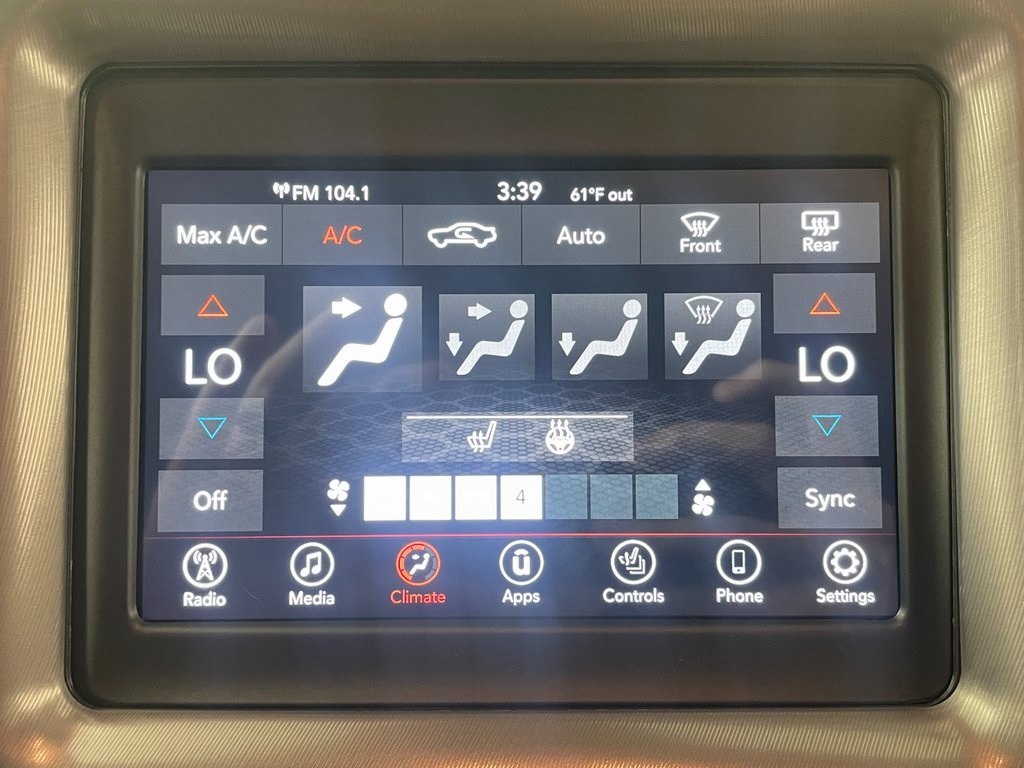 FM 104.1 3:39 61°F out
Max A/C A/C Auto Front Rear
LO LO
4
Off Sync
Radio Media Climate Apps Controls Phone Settings